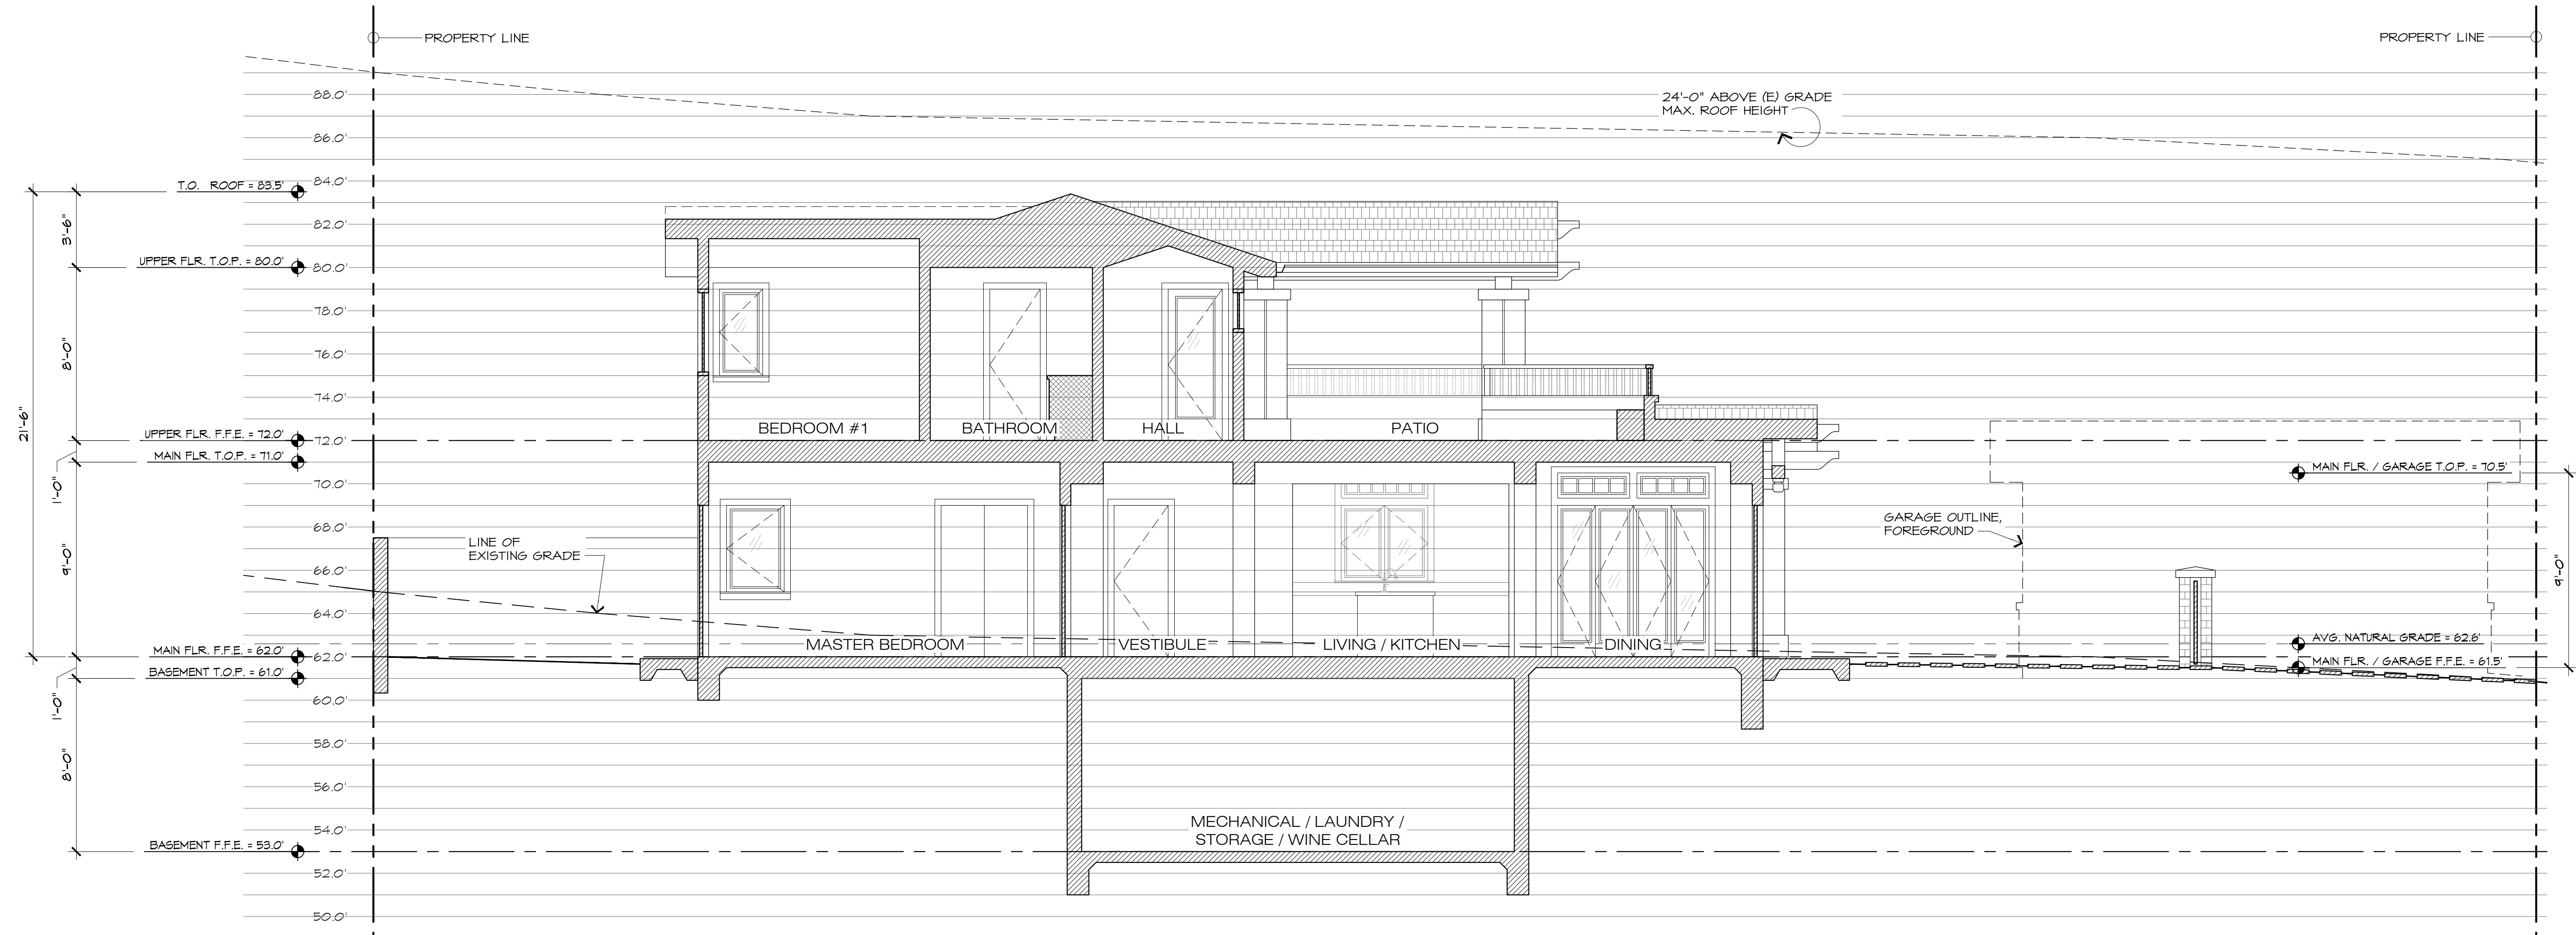 PROPERTY LINE
PROPERTY LINE
88.0'
24'-0" ABOVE (E) GRADE
MAX. ROOF HEIGHT
86.0'
84.0'
T.O. ROOF = 83.5'
82.0'
3'-6"
UPPER FLR. T.O.P. = 80.0'
80.0'
78.0'
76.0'
8'-0"
74.0'
21'-6"
BEDROOM #1
BATHROOM
HALL
PATIO
UPPER FLR. F.F.E. = 72.0'
72.0'
MAIN FLR. T.O.P. = 71.0'
MAIN FLR. / GARAGE T.O.P. = 70.5'
1'-0"
70.0'
68.0'
GARAGE OUTLINE,
FOREGROUND
LINE OF
EXISTING GRADE
9'-0"
66.0'
9'-0"
64.0'
MASTER BEDROOM
VESTIBULE
LIVING / KITCHEN
DINING
AVG. NATURAL GRADE = 62.6'
MAIN FLR. F.F.E. = 62.0'
62.0'
MAIN FLR. / GARAGE F.F.E. = 61.5'
BASEMENT T.O.P. = 61.0'
1'-0"
60.0'
58.0'
8'-0"
56.0'
54.0'
MECHANICAL / LAUNDRY /
STORAGE / WINE CELLAR
BASEMENT F.F.E. = 53.0'
52.0'
50.0'